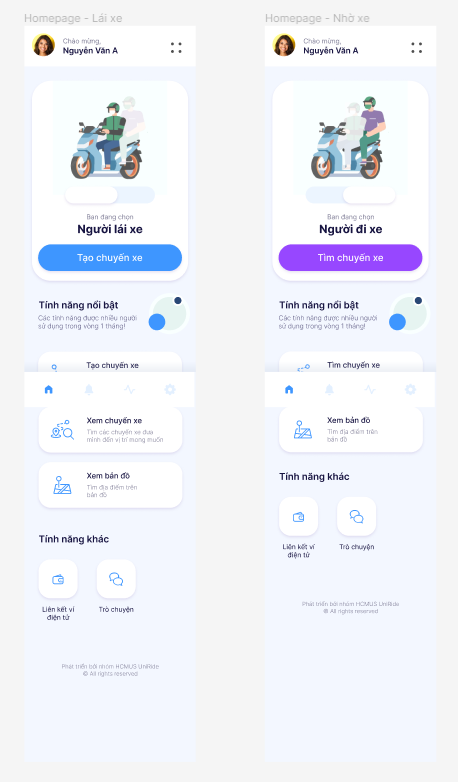 Homepage - Lái xe
Chào mừng,
Nguyễn Văn A
Bạn đang chọn
Người lái xe
Tạo chuyến xe
Tính năng nổi bật
Các tính năng được nhiều người
sử dụng trong vòng 1 tháng!
Tạo chuyến xe
Xem chuyến xe
Tìm các chuyến xe đưa
mình đến vị trí mong muốn
Xem bản đồ
Tìm địa điểm trên
bản đồ
Tính năng khác
Liên kết ví
điện tử
Trò chuyện
Phát triển bởi nhóm HCMUS UniRide
© All rights reserved
Homepage - Nhờ xe
Chào mừng,
Nguyễn Văn A
Bạn đang chọn
Người đi xe
Tìm chuyến xe
Tính năng nổi bật
Các tính năng được nhiều người
sử dụng trong vòng 1 tháng!
Tìm chuyến xe
Xem bản đồ
Tìm địa điểm trên
bản đồ
Tính năng khác
Liên kết ví
điện tử
Trò chuyện
Phát triển bởi nhóm HCMUS UniRide
© All rights reserved